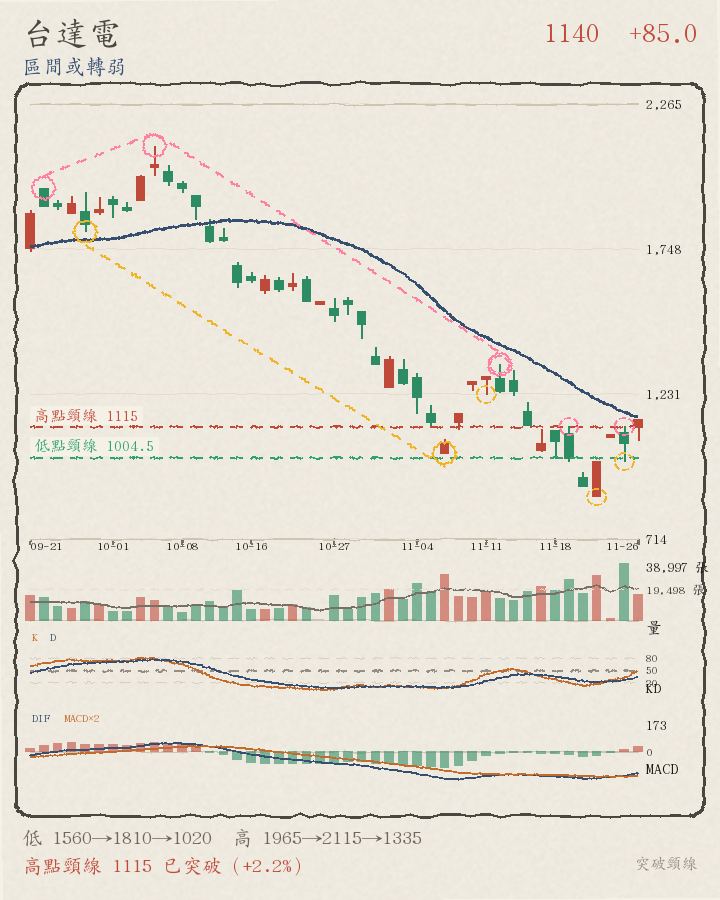 台達電
1140 +85.0
區間或轉弱
2,265
1,748
1,231
高點頸線 1115
低點頸線 1004.5
714
09-21 10-01 10-08 10-16 10-27 11-04 11-11 11-18 11-26
38,997 張
19,498 張
量
K D
80
50
20
KD
DIF MACD×2
173
0
MACD
低 1560→1810→1020 高 1965→2115→1335
高點頸線 1115 已突破 (+2.2%)
突破頸線